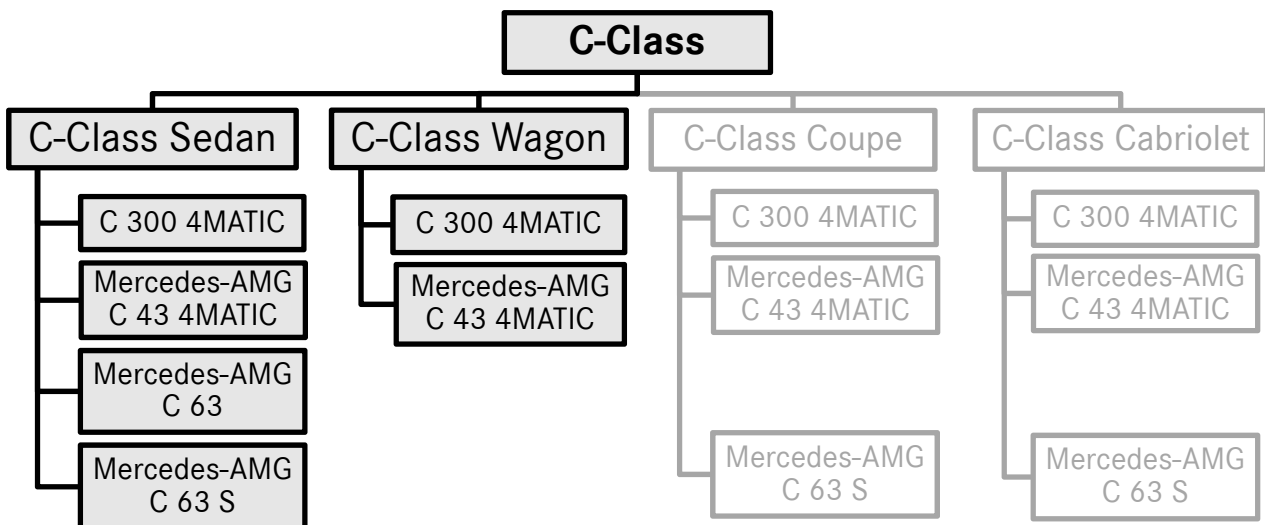 C-Class
C-Class Sedan
C 300 4MATIC
Mercedes-AMG
C 43 4MATIC
Mercedes-AMG
C 63
Mercedes-AMG
C 63 S
C-Class Wagon
C 300 4MATIC
Mercedes-AMG
C 43 4MATIC
C-Class Coupe
C 300 4MATIC
Mercedes-AMG
C 43 4MATIC
Mercedes-AMG
C 63 S
C-Class Cabriolet
C 300 4MATIC
Mercedes-AMG
C 43 4MATIC
Mercedes-AMG
C 63 S